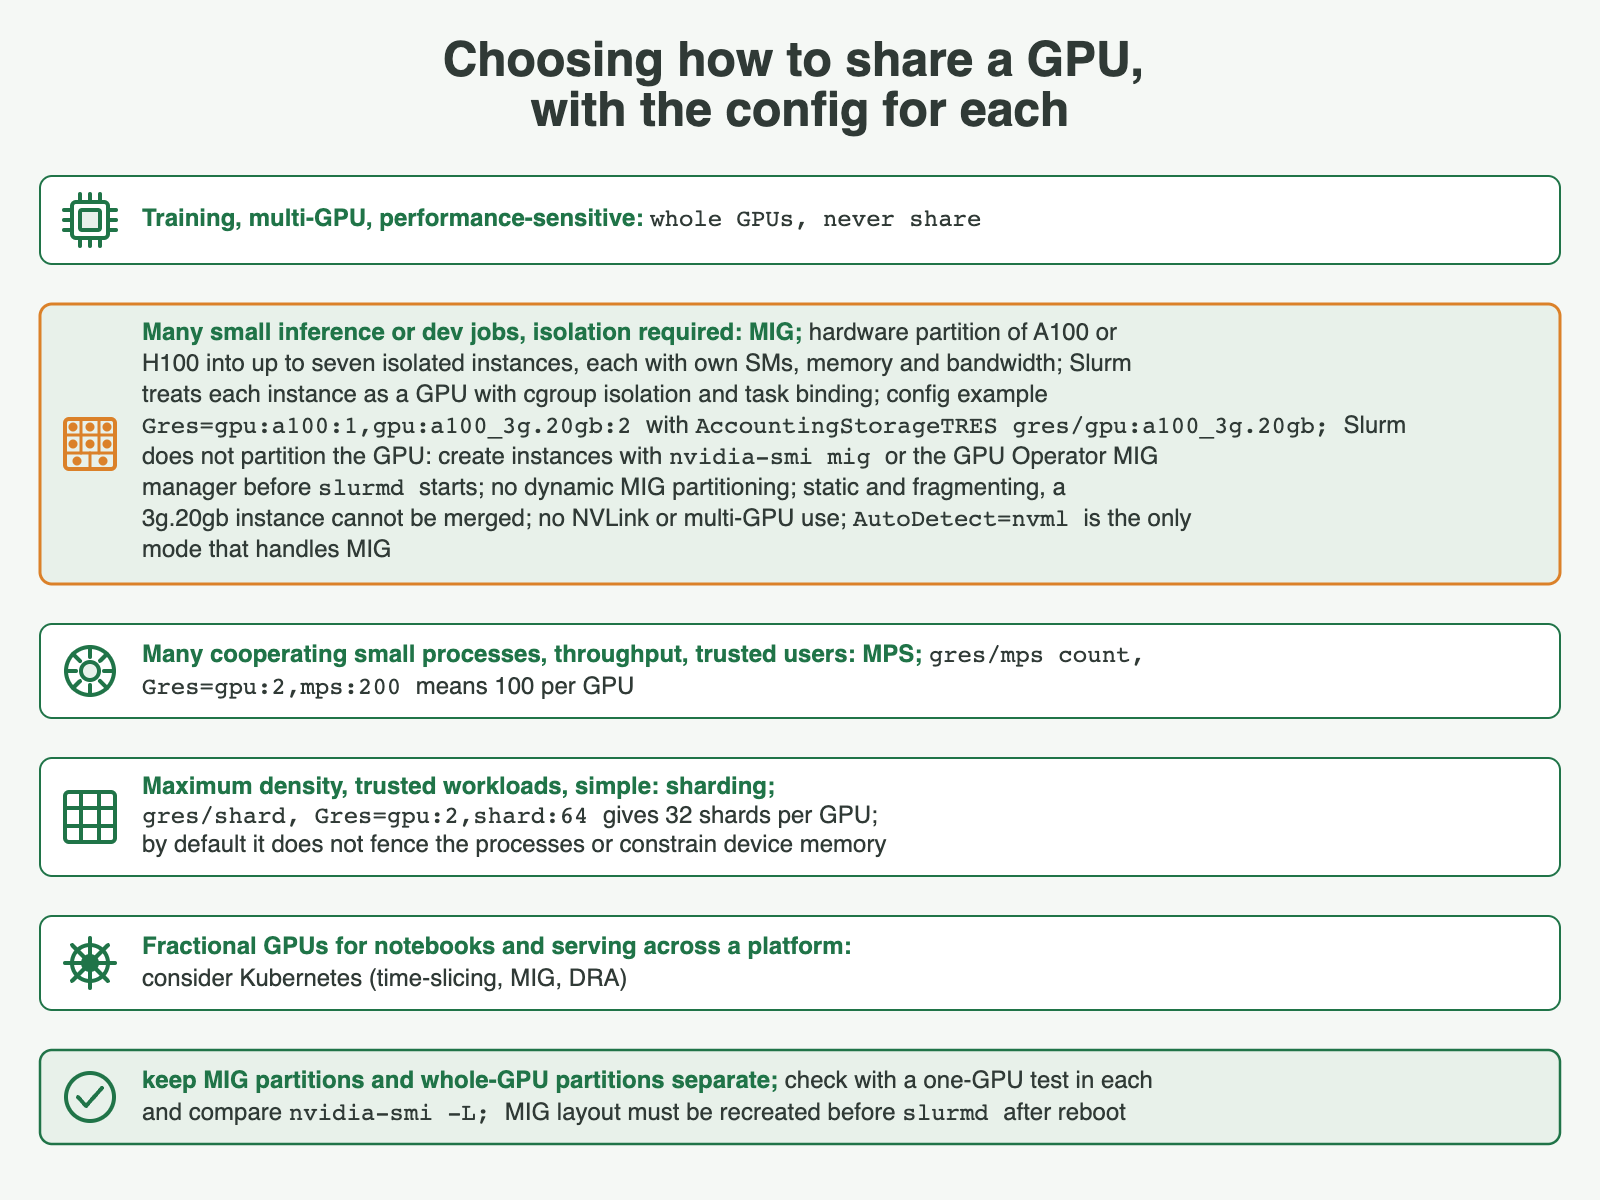 Choosing how to share a GPU,
with the config for each
Training, multi-GPU, performance-sensitive: whole GPUs, never share
Many small inference or dev jobs, isolation required: MIG; hardware partition of A100 or
H100 into up to seven isolated instances, each with own SMs, memory and bandwidth; Slurm
treats each instance as a GPU with cgroup isolation and task binding; config example
Gres=gpu:a100:1,gpu:a100_3g.20gb:2 with AccountingStorageTRES gres/gpu:a100_3g.20gb; Slurm
does not partition the GPU: create instances with nvidia-smi mig or the GPU Operator MIG
manager before slurmd starts; no dynamic MIG partitioning; static and fragmenting, a
3g.20gb instance cannot be merged; no NVLink or multi-GPU use; AutoDetect=nvml is the only
mode that handles MIG
Many cooperating small processes, throughput, trusted users: MPS; gres/mps count,
Gres=gpu:2,mps:200 means 100 per GPU
Maximum density, trusted workloads, simple: sharding;
gres/shard, Gres=gpu:2,shard:64 gives 32 shards per GPU;
by default it does not fence the processes or constrain device memory
Fractional GPUs for notebooks and serving across a platform:
consider Kubernetes (time-slicing, MIG, DRA)
keep MIG partitions and whole-GPU partitions separate; check with a one-GPU test in each
and compare nvidia-smi -L; MIG layout must be recreated before slurmd after reboot